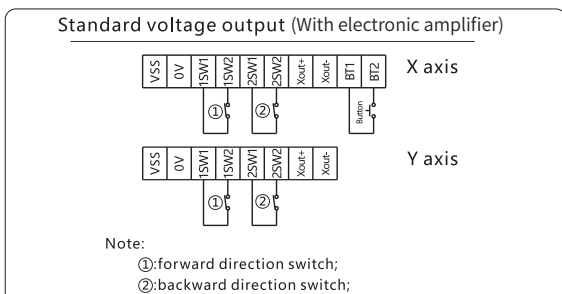 Standard voltage output (With electronic amplifier)
VSS 0V 1SW1 1SW2 2SW1 2SW2 Xout+ Xout- BT1 BT2 X axis
① ② Button
VSS 0V 1SW1 1SW2 2SW1 2SW2 Xout+ Xout- Y axis
① ②
Note:
①:forward direction switch;
②:backward direction switch;